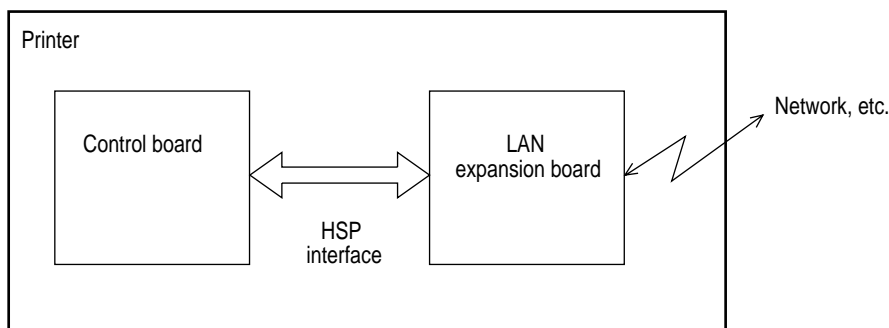 Printer
Control board
LAN
expansion board
HSP
interface
Network, etc.